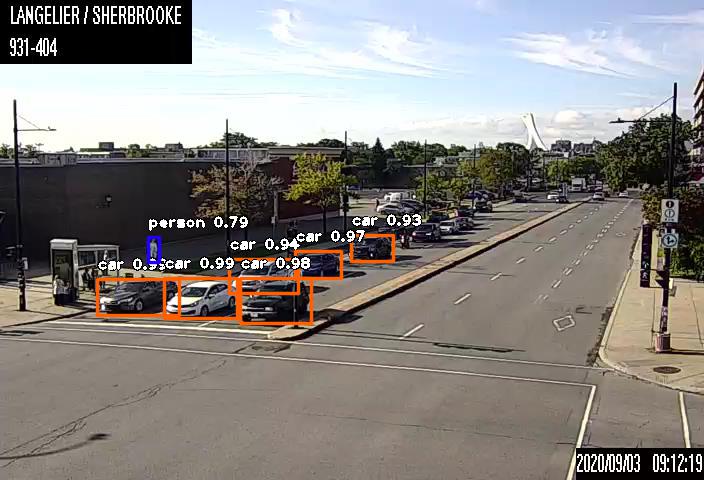 LANGELIER / SHERBROOKE
931-404
person 0.79
car 0.93
car 0.97
car 0.94
car 0.99
car 0.98
2020/09/03 09:12:19